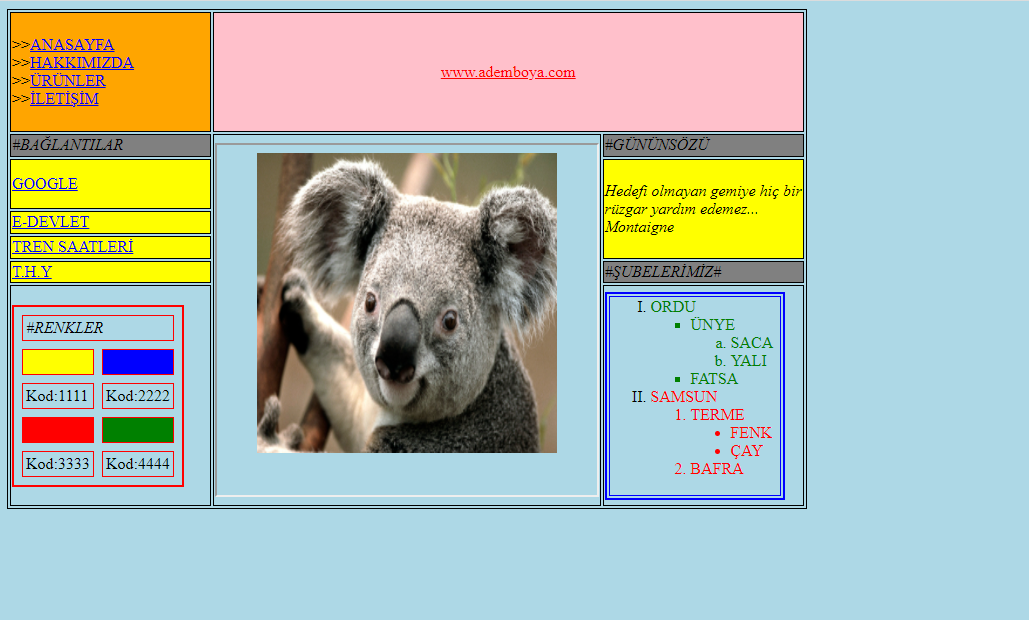 >>ANASAYFA
>>HAKKIMIZDA
>>ÜRÜNLER
>>İLETİŞİM
www.ademboya.com
#BAĞLANTILAR
GOOGLE
E-DEVLET
TREN SAATLERİ
T.H.Y
#RENKLER
Kod:1111 Kod:2222
Kod:3333 Kod:4444
#GÜNÜNSÖZÜ
Hedefi olmayan gemiye hiç bir
rüzgar yardım edemez...
Montaigne
#ŞUBELERİMİZ#
I. ORDU
▪ ÜNYE
a. SACA
b. YALI
▪ FATSA
II. SAMSUN
1. TERME
• FENK
• ÇAY
2. BAFRA